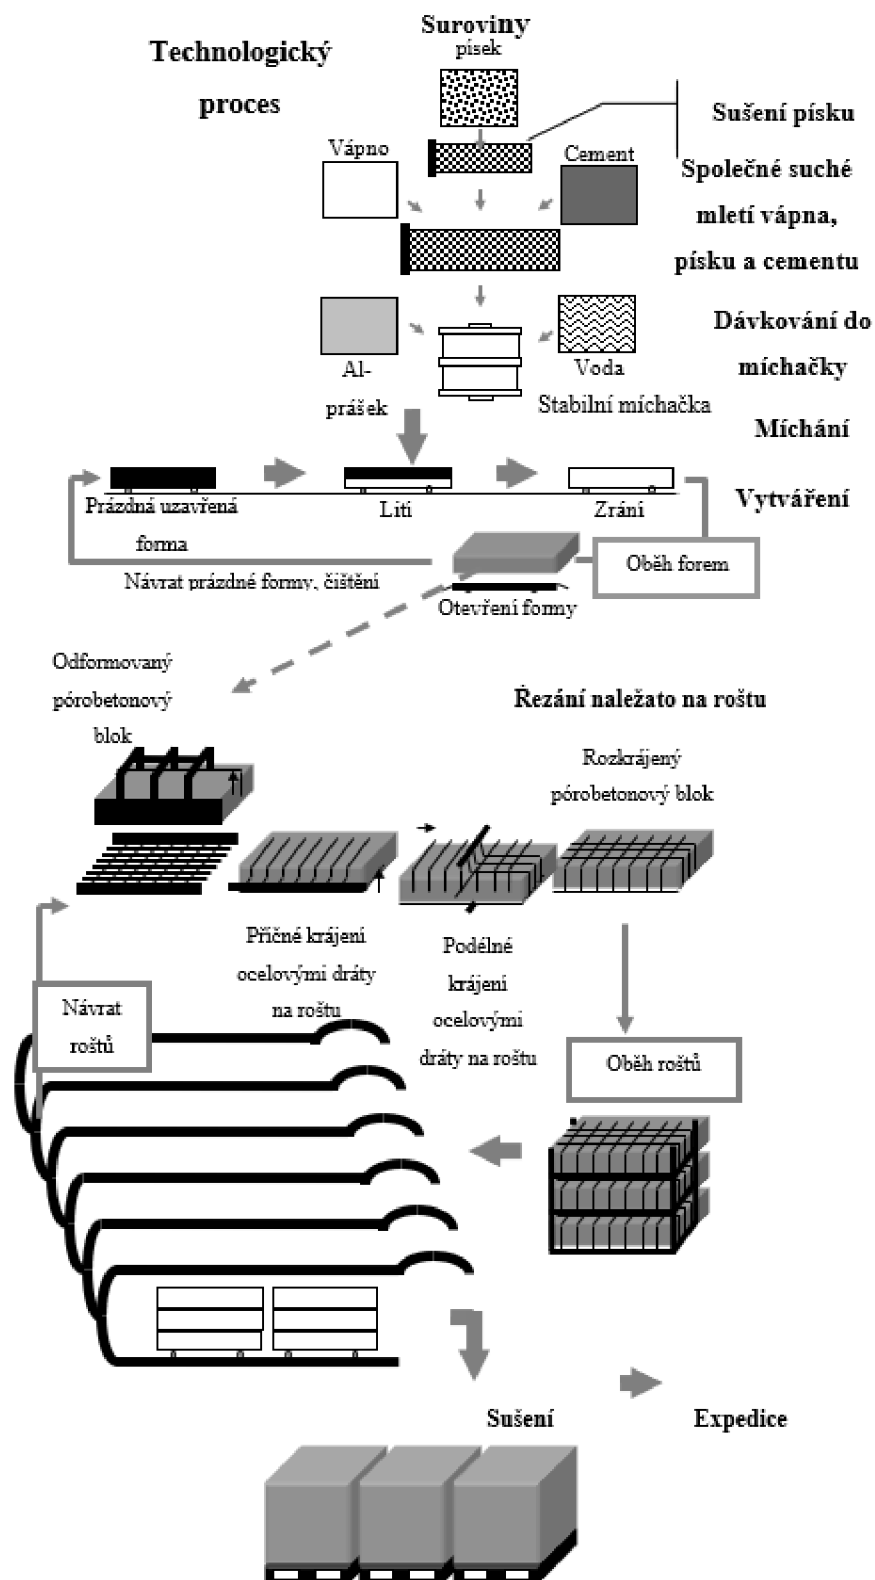 Technologický
proces
Suroviny
písek
Sušení písku
Vápno
Cement
Společné suché
mletí vápna,
písku a cementu
Al-
prášek
Voda
Stabilní míchačka
Dávkování do
míchačky
Míchání
Vytváření
Prázdná uzavřená
forma
Lití
Zrání
Návrat prázdné formy, čištění
Oběh forem
Otevření formy
Odformovaný
pórobetonový
blok
Řezání naležato na roštu
Rozkrájený
pórobetonový blok
Příčné krájení
ocelovými dráty
na roštu
Podélné
krájení
ocelovými
dráty na roštu
Návrat
roštů
Oběh roštů
Sušení
Expedice